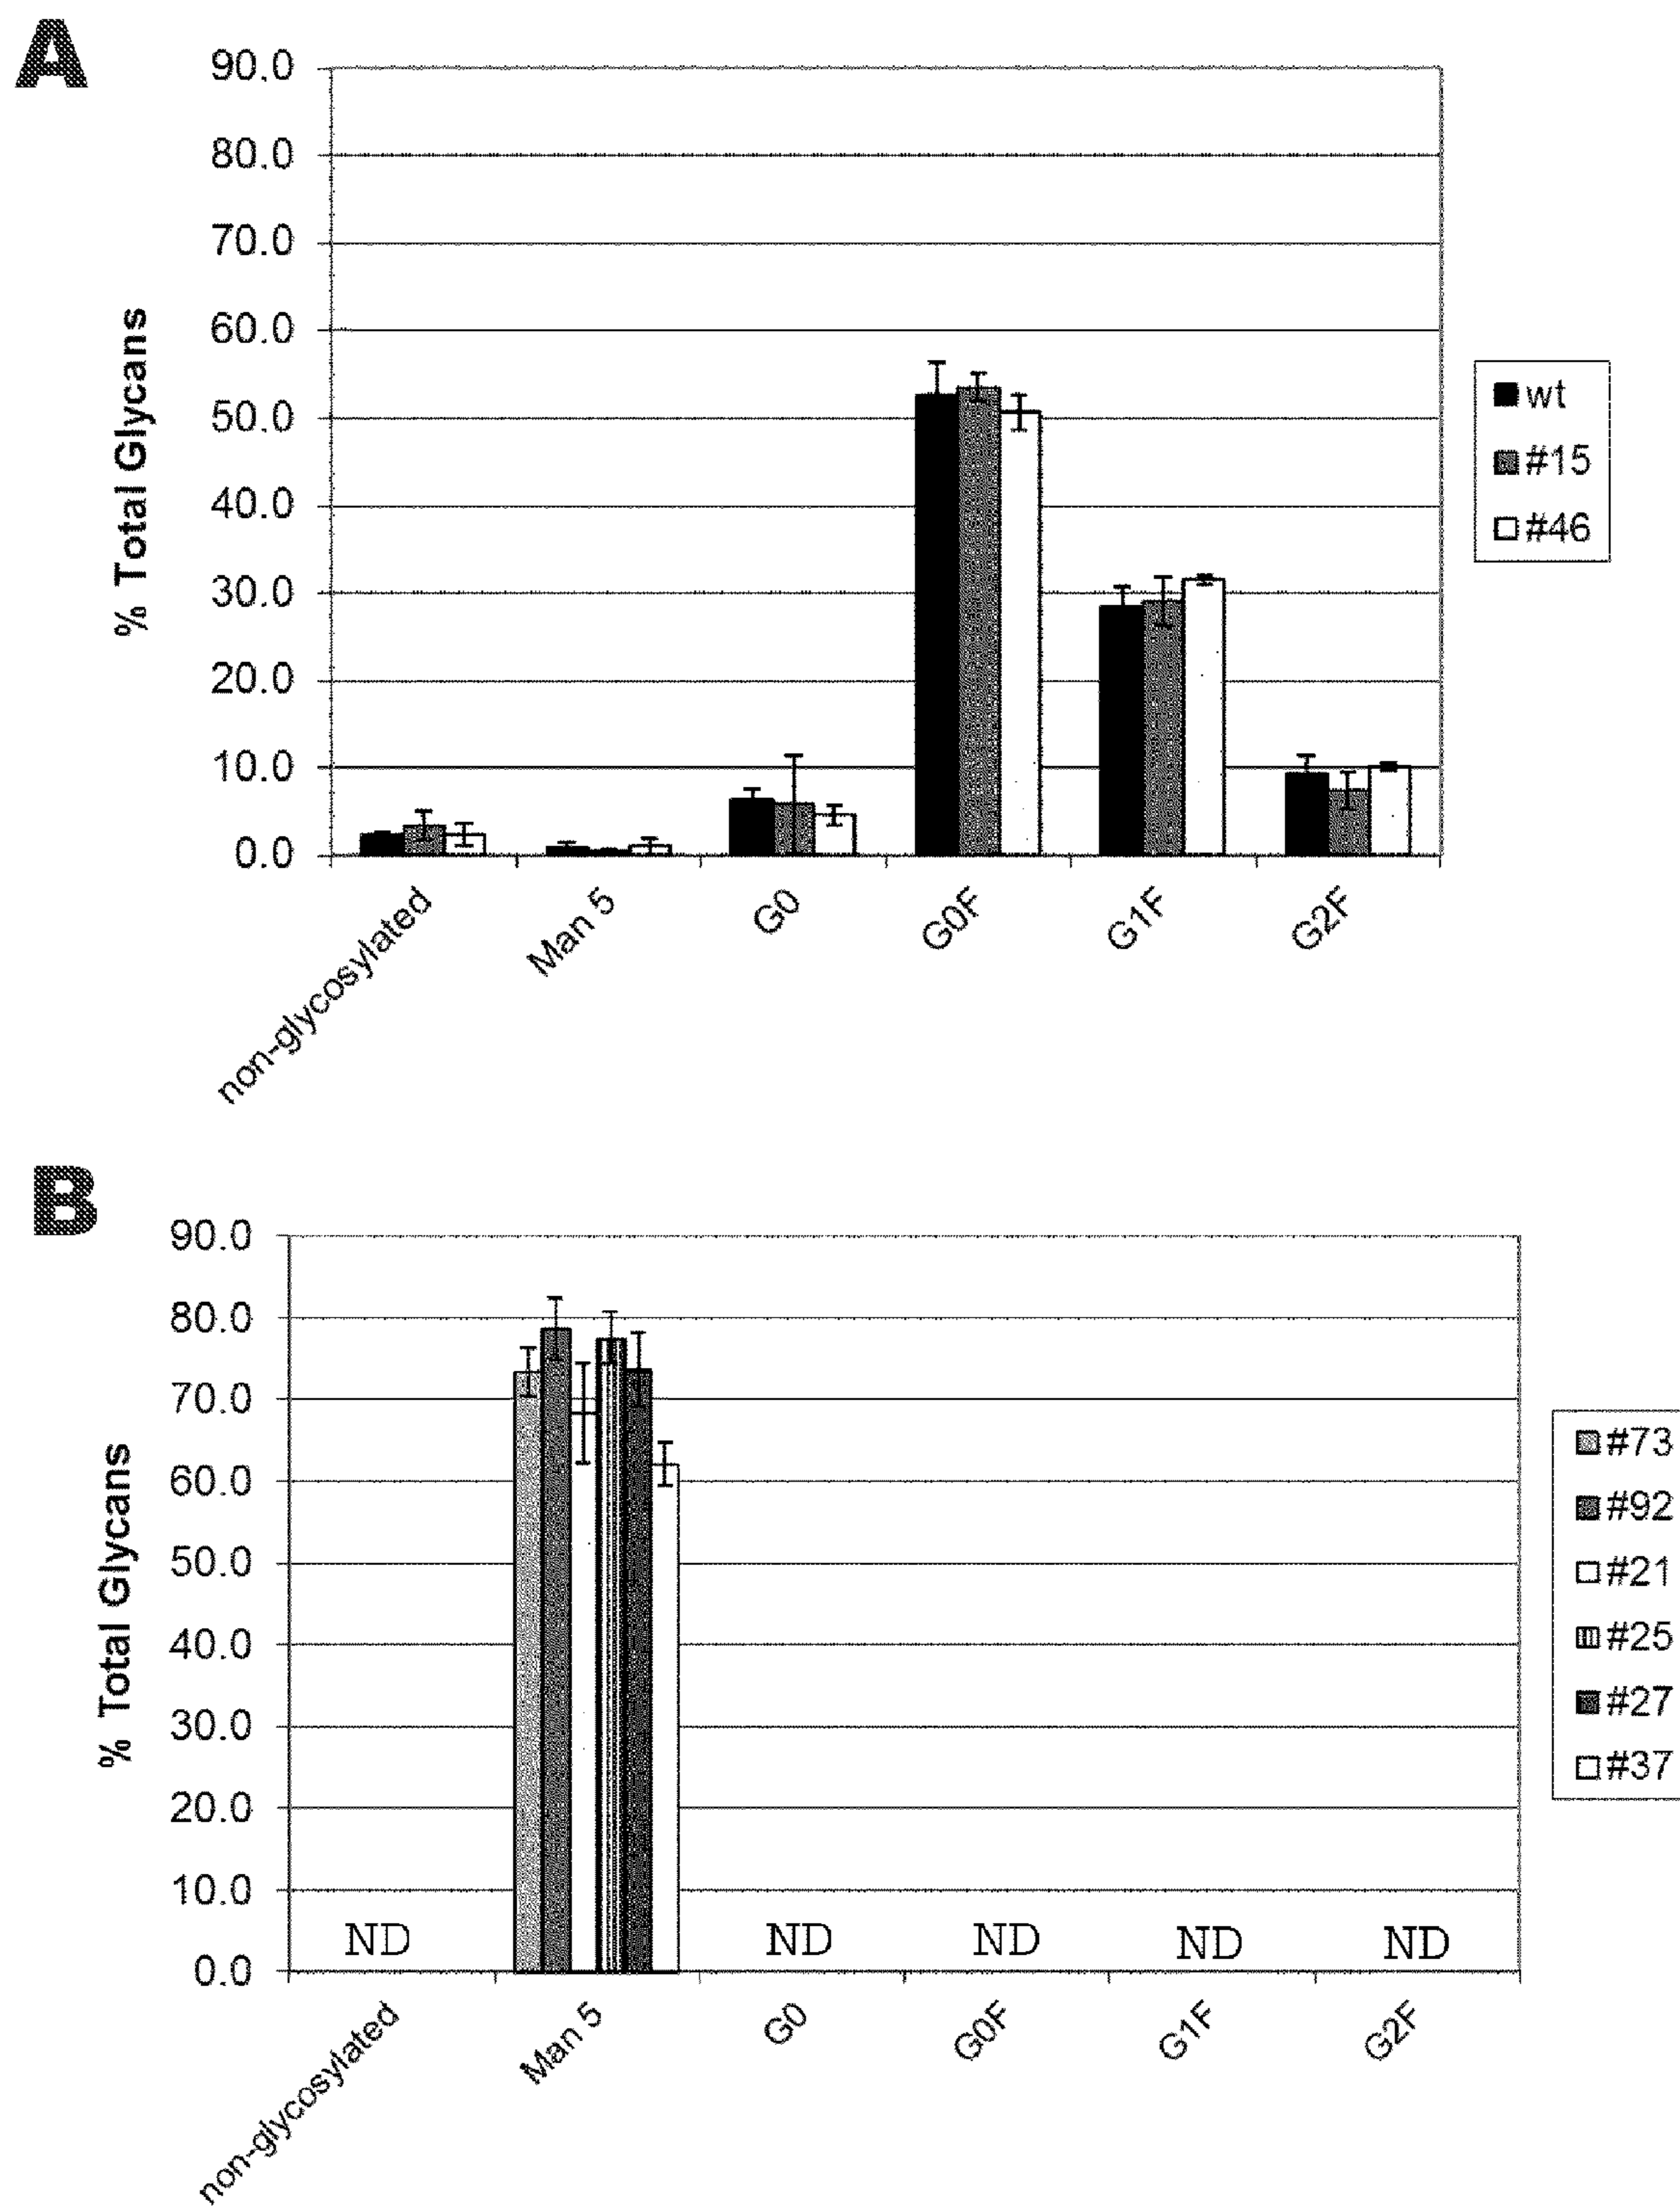 A
90.0
80.0
70.0
60.0
50.0
40.0
30.0
20.0
10.0
0.0
% Total Glycans
non-glycosylated
Man 5
G0
G0F
G1F
G2F
wt
#15
#46
B
90.0
80.0
70.0
60.0
50.0
40.0
30.0
20.0
10.0
0.0
% Total Glycans
ND
ND
ND
ND
ND
non-glycosylated
Man 5
G0
G0F
G1F
G2F
#73
#92
#21
#25
#27
#37